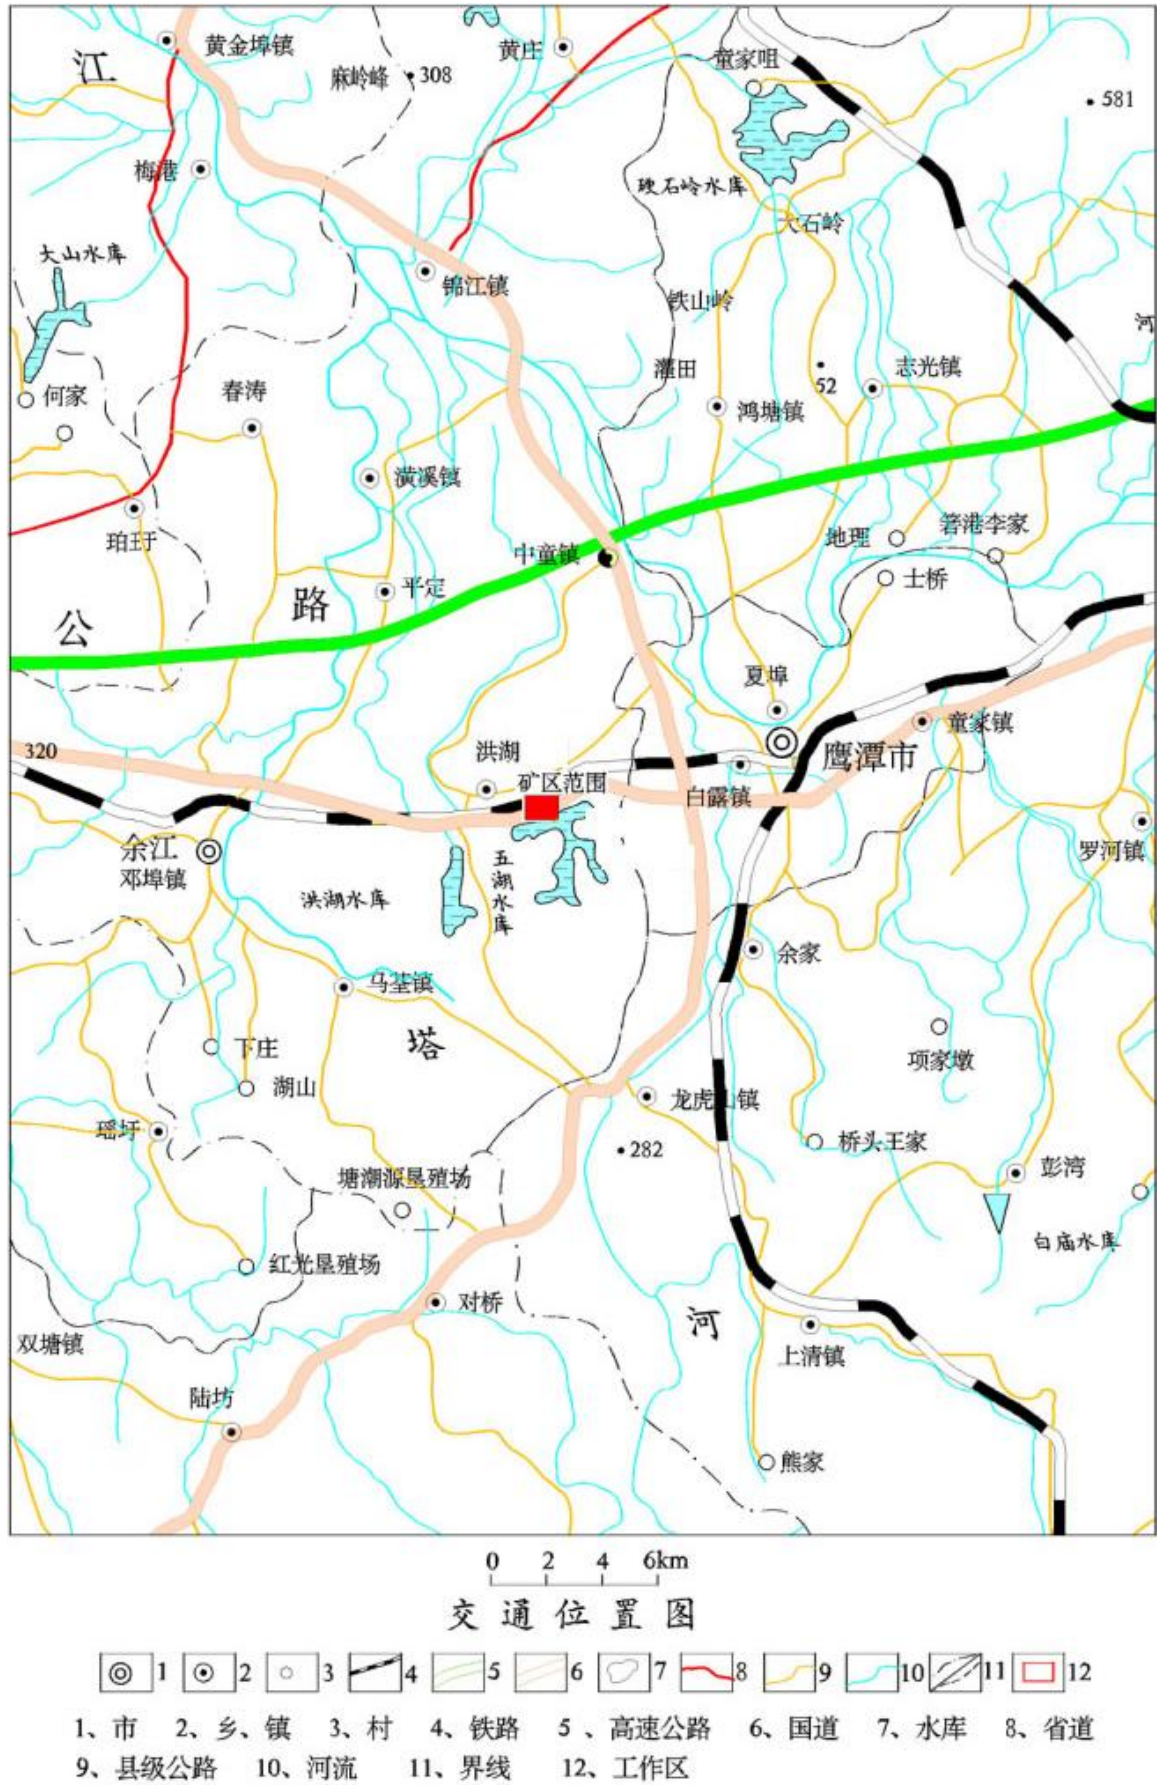 江
黄金埠镇
麻岭峰
308
黄庄
童家咀
581
梅港
硬石岭水库
大石岭
大山水库
锦江镇
铁山岭
河
灌田
52
志光镇
何家
春涛
鸿塘镇
潢溪镇
珀玕
中童镇
地理
箬港李家
士桥
平定
公
路
夏埠
320
洪湖
矿区范围
鹰潭市
童家镇
白露镇
余江
邓埠镇
洪湖水库
五湖水库
罗河镇
余家
马荃镇
塔
下庄
湖山
项家墩
龙虎山镇
瑶圩
282
桥头王家
塘潮源垦殖场
彭湾
白庙水库
红光垦殖场
对桥
河
双塘镇
上清镇
陆坊
熊家
0 2 4 6km
交通位置图
1 2 3 4 5 6 7 8 9 10 11 12
1、市 2、乡、镇 3、村 4、铁路 5、高速公路 6、国道 7、水库 8、省道
9、县级公路 10、河流 11、界线 12、工作区